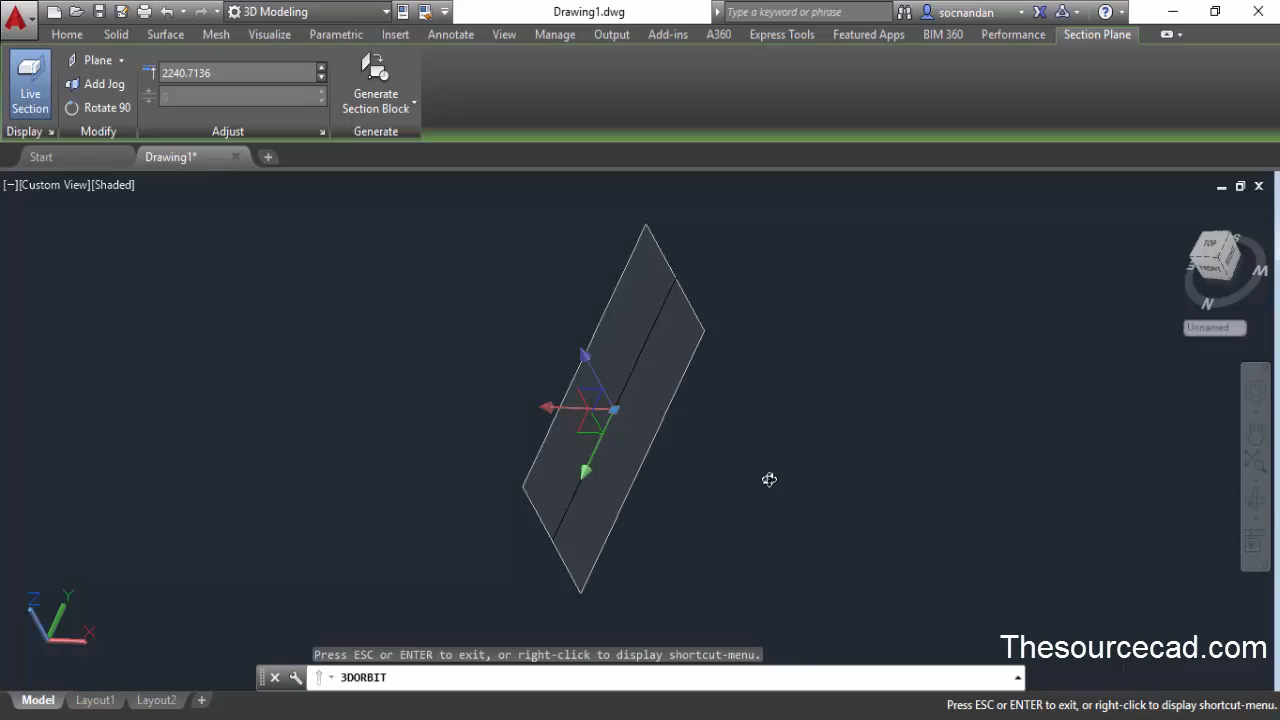 3D Modeling
Drawing1.dwg
Type a keyword or phrase
socnandan
Home Solid Surface Mesh Visualize Parametric Insert Annotate View Manage Output Add-ins A360 Express Tools Featured Apps BIM 360 Performance Section Plane
Live
Section
Plane
Add Jog
Rotate 90
2240.7136
Generate
Section Block
Display Modify Adjust Generate
Start Drawing1*
[−][Custom View][Shaded]
TOP
FRONT
RIGHT
S
E
W
N
Unnamed
Z Y X
Thesourcecad.com
Press ESC or ENTER to exit, or right-click to display shortcut-menu.
3DORBIT
Model Layout1 Layout2
Press ESC or ENTER to exit, or right-click to display shortcut-menu.